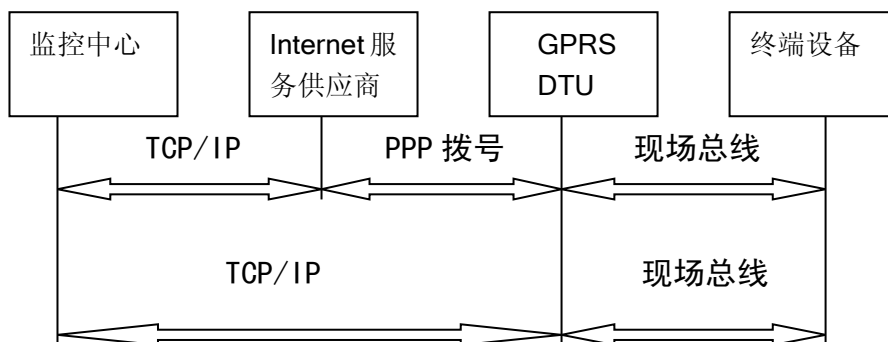 监控中心
Internet 服
务供应商
GPRS
DTU
终端设备
TCP/IP
PPP 拨号
现场总线
TCP/IP
现场总线